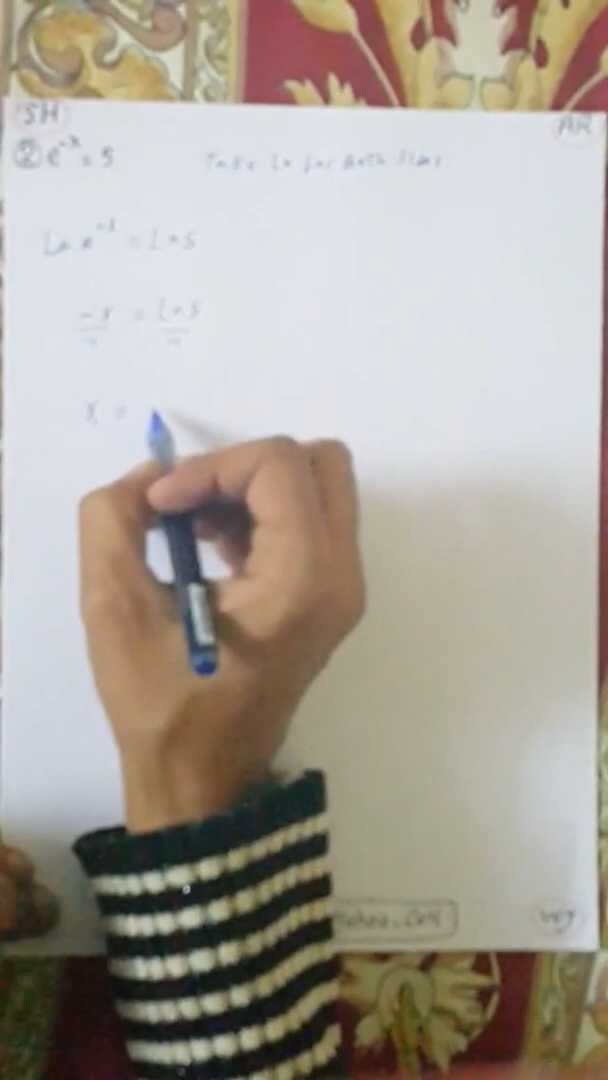 SH
AR
② e⁻ˣ = 5 Take Ln for Both Sides
Ln e⁻ˣ = Ln 5
-x = Ln 5
x =